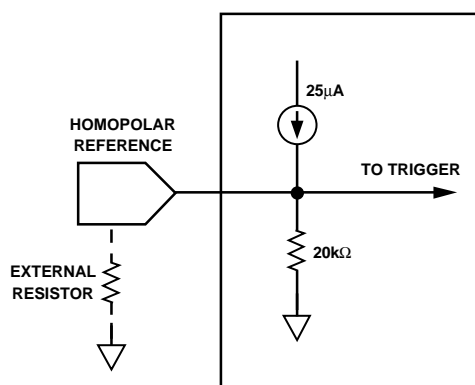 25μA
HOMOPOLAR
REFERENCE
TO TRIGGER
20kΩ
EXTERNAL
RESISTOR